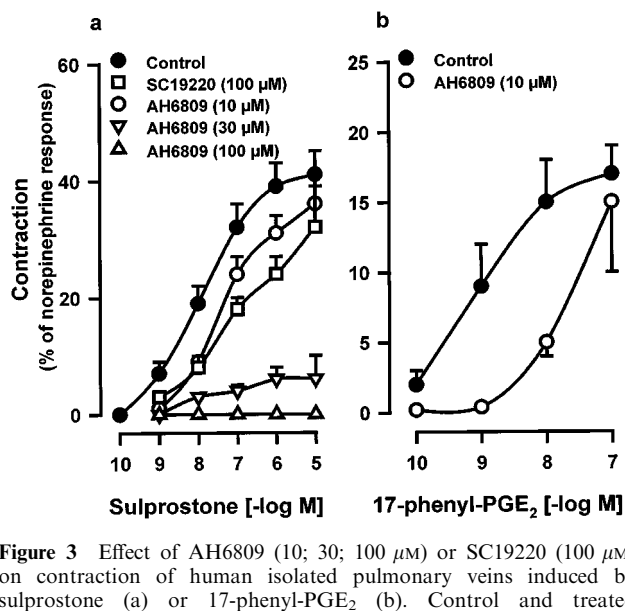 a
Control
SC19220 (100 µM)
AH6809 (10 µM)
AH6809 (30 µM)
AH6809 (100 µM)
60
40
20
0
Contraction
(% of norepinephrine response)
10 9 8 7 6 5
Sulprostone [-log M]
b
Control
AH6809 (10 µM)
25
20
15
10
5
0
10 9 8 7
17-phenyl-PGE₂ [-log M]
Figure 3 Effect of AH6809 (10; 30; 100 µM) or SC19220 (100 µM
on contraction of human isolated pulmonary veins induced b
sulprostone (a) or 17-phenyl-PGE₂ (b). Control and treate